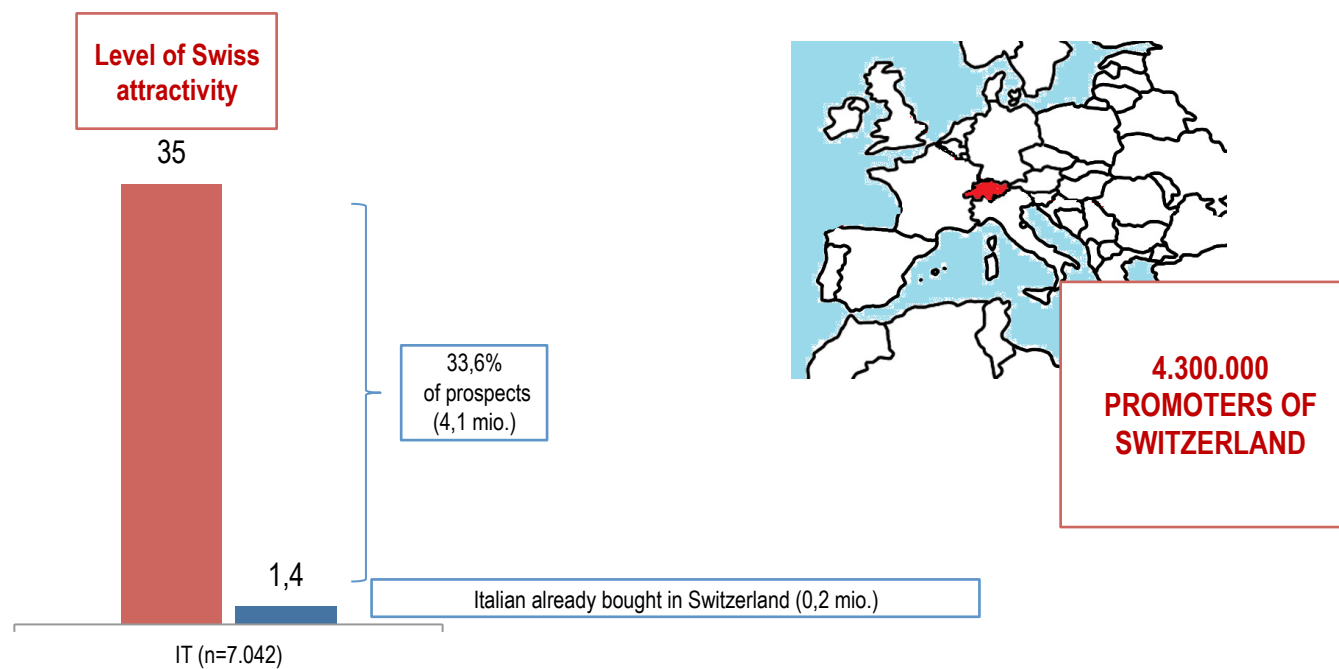 Level of Swiss
attractivity
35
33,6%
of prospects
(4,1 mio.)
1,4
Italian already bought in Switzerland (0,2 mio.)
IT (n=7.042)
4.300.000
PROMOTERS OF
SWITZERLAND